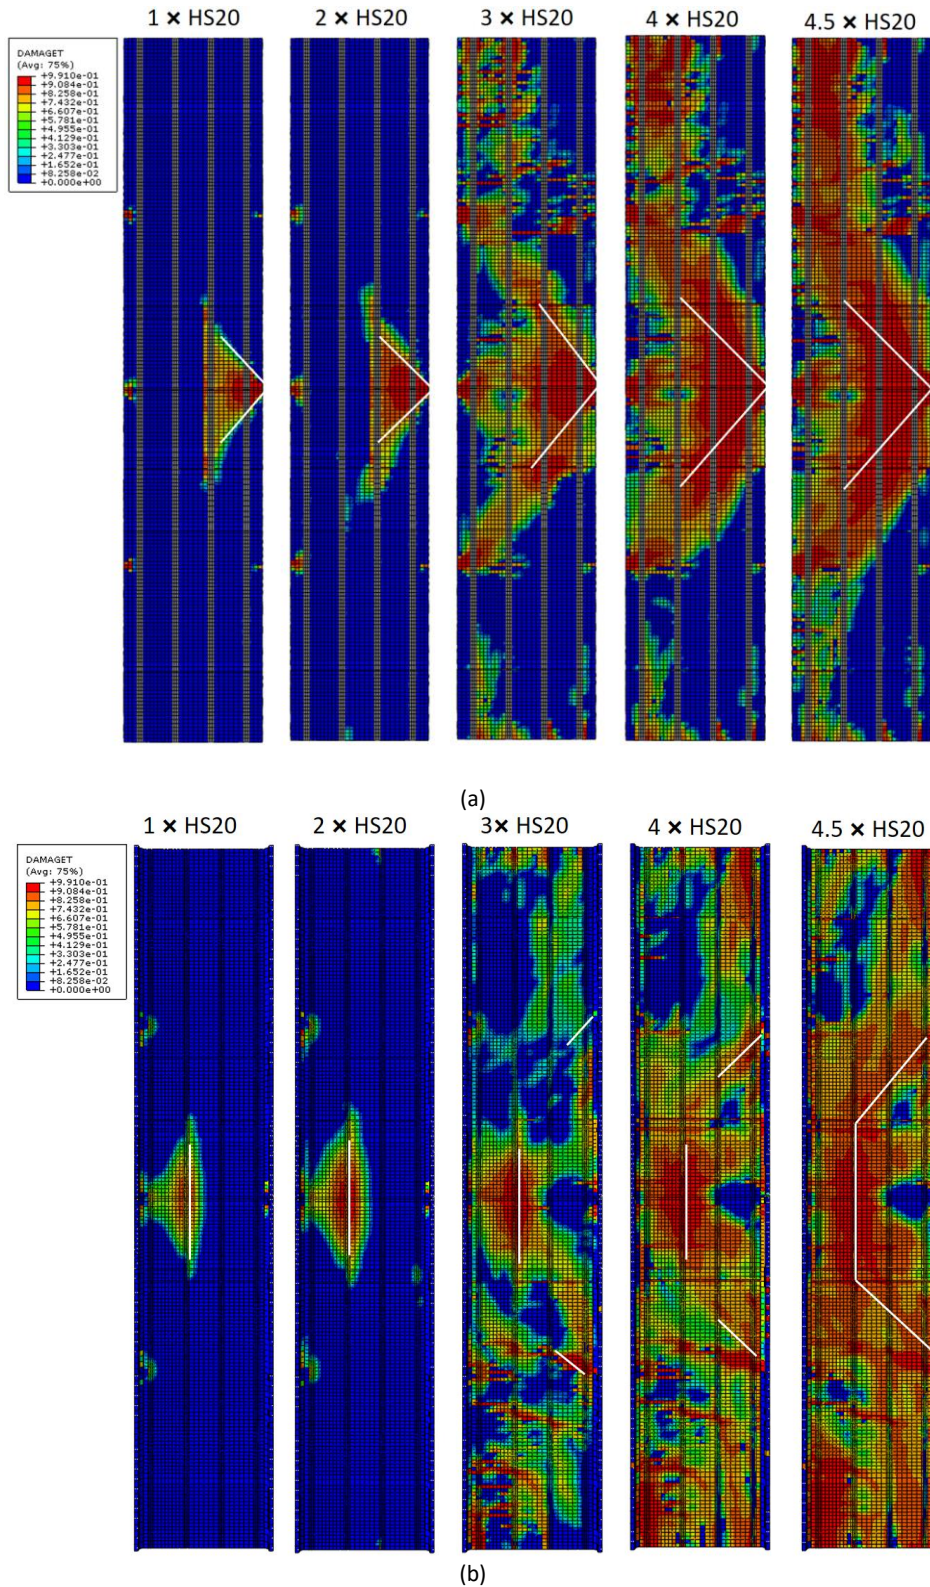 1 × HS20
2 × HS20
3 × HS20
4 × HS20
4.5 × HS20
DAMAGET
(Avg: 75%)
+9.910e-01
+9.084e-01
+8.258e-01
+7.432e-01
+6.607e-01
+5.781e-01
+4.955e-01
+4.129e-01
+3.303e-01
+2.477e-01
+1.652e-01
+8.258e-02
+0.000e+00
(a)
1 × HS20
2 × HS20
3× HS20
4 × HS20
4.5 × HS20
DAMAGET
(Avg: 75%)
+9.910e-01
+9.084e-01
+8.258e-01
+7.432e-01
+6.607e-01
+5.781e-01
+4.955e-01
+4.129e-01
+3.303e-01
+2.477e-01
+1.652e-01
+8.258e-02
+0.000e+00
(b)